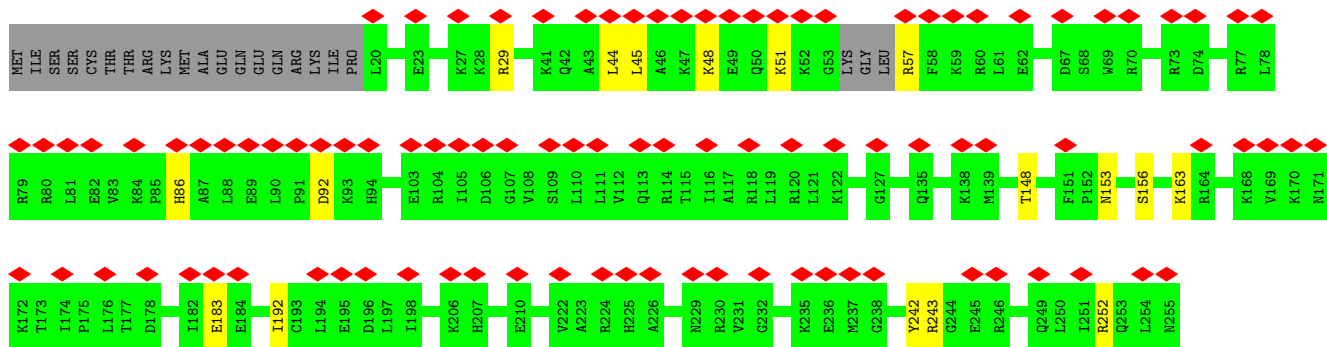 MET ILE SER SER CYS THR THR ARG LYS MET ALA GLU GLN GLU GLN ARG LYS ILE PRO L20 E23 K27 K28 R29 K41 Q42 A43 L44 L45 A46 K47 K48 E49 Q50 K51 K52 G53 LYS GLY LEU R57 F58 K59 R60 L61 E62 D67 S68 W69 R70 R73 D74 R77 L78
R79 R80 L81 E82 V83 K84 P85 H86 A87 L88 E89 L90 P91 D92 K93 H94 E103 R104 I105 D106 G107 V108 S109 L110 L111 V112 Q113 R114 T115 I116 A117 R118 L119 R120 L121 K122 G127 Q135 K138 M139 T148 F151 P152 N153 S156 K163 R164 K168 V169 K170 N171
K172 T173 I174 P175 L176 T177 D178 I182 E183 E184 I192 C193 L194 E195 D196 L197 I198 K206 H207 E210 V222 A223 R224 H225 A226 N229 R230 V231 G232 K235 E236 M237 G238 Y242 R243 G244 E245 R246 Q249 L250 I251 R252 Q253 L254 N255